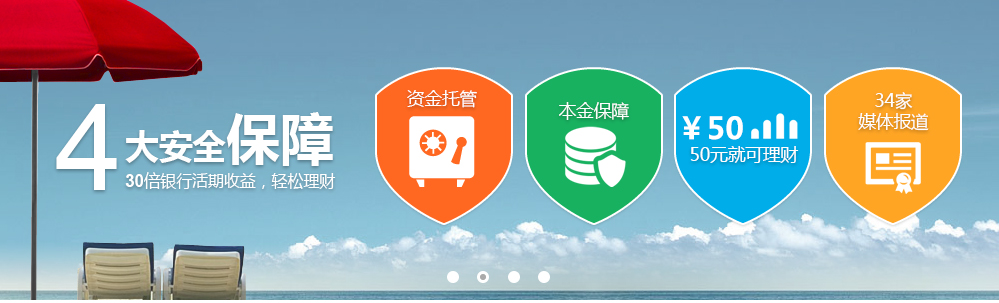 4大安全保障
30倍银行活期收益，轻松理财
资金托管
本金保障
¥50
50元就可理财
34家
媒体报道